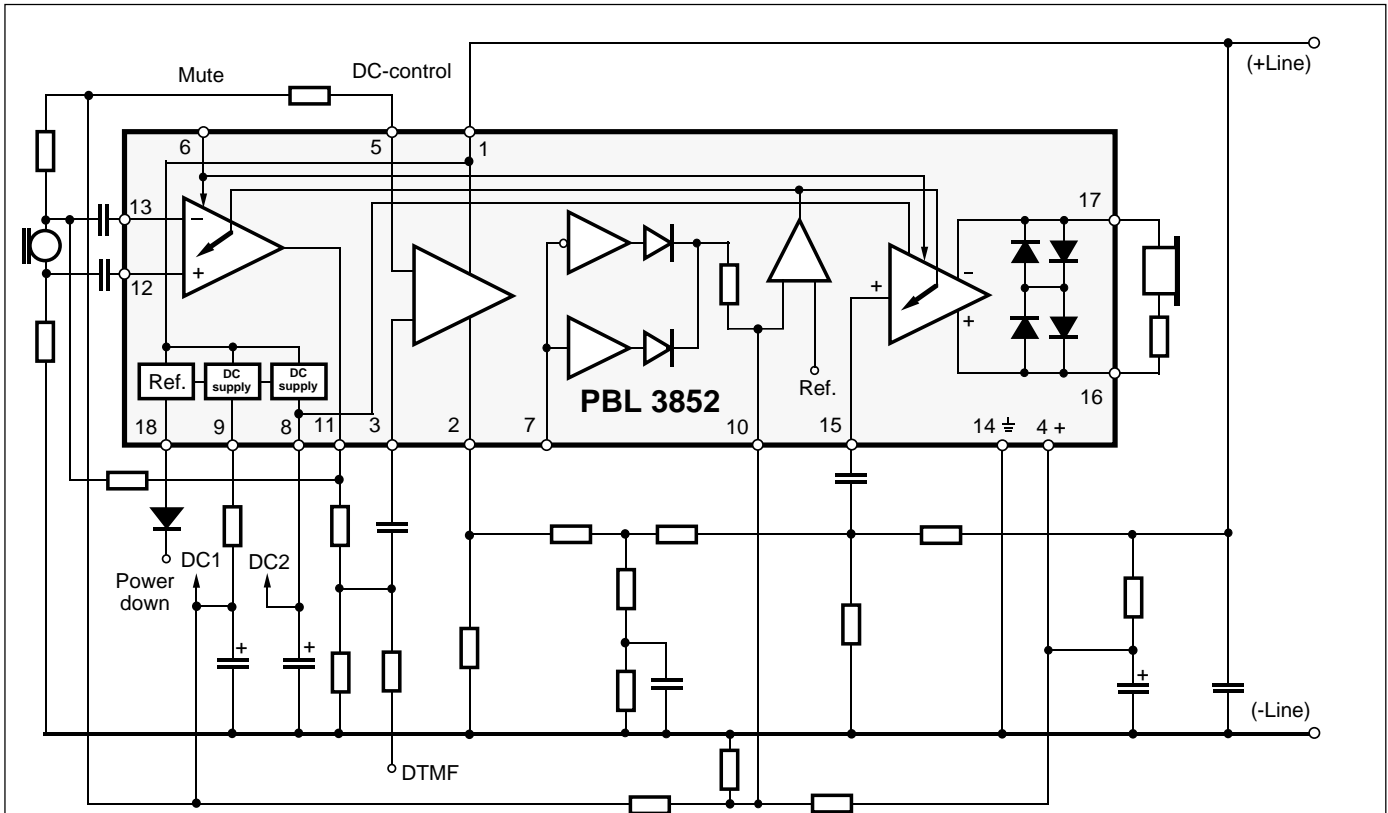 Mute
DC-control
(+Line)
6
5
1
17
13
−
−
+
12
+
+
Ref.
DC supply
DC supply
Ref.
PBL 3852
16
18
9
8
11
3
2
7
10
15
14
4 +
DC1
DC2
Power
down
+
+
+
(-Line)
DTMF